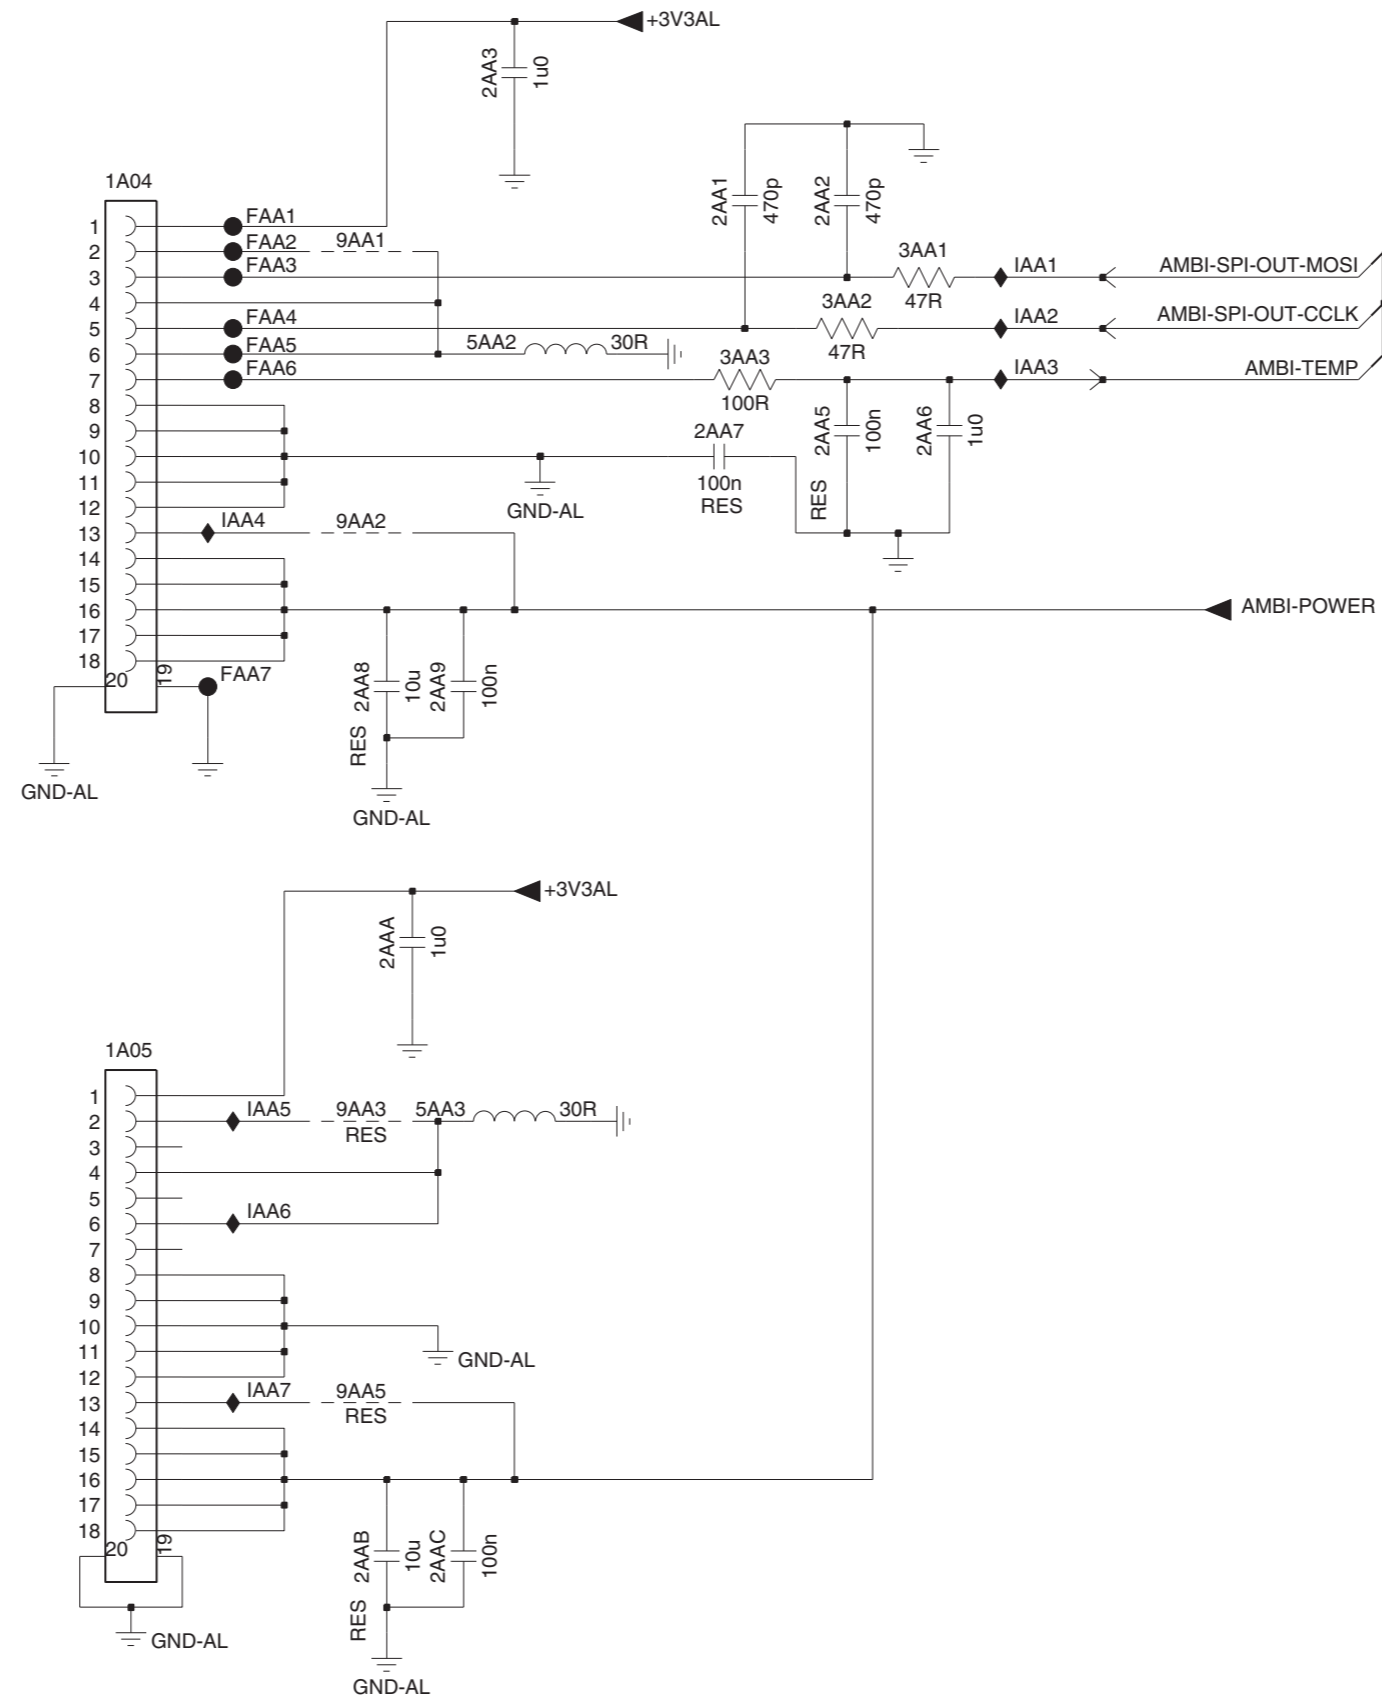 +3V3AL
2AA3
1u0
1A04
2AA1
470p
2AA2
470p
1
FAA1
2
FAA2
9AA1
3
FAA3
3AA1
47R
IAA1
AMBI-SPI-OUT-MOSI
4
5
FAA4
3AA2
47R
IAA2
AMBI-SPI-OUT-CCLK
6
FAA5
5AA2
30R
7
FAA6
3AA3
100R
IAA3
AMBI-TEMP
8
9
10
11
12
GND-AL
2AA7
100n
RES
RES
2AA5
100n
2AA6
1u0
13
IAA4
9AA2
14
15
16
17
18
AMBI-POWER
20
19
FAA7
GND-AL
RES
2AA8
10u
2AA9
100n
GND-AL
+3V3AL
2AAA
1u0
1A05
1
2
IAA5
9AA3
RES
5AA3
30R
3
4
5
6
IAA6
7
8
9
10
11
12
GND-AL
13
IAA7
9AA5
RES
14
15
16
17
18
20
19
GND-AL
RES
2AAB
10u
2AAC
100n
GND-AL